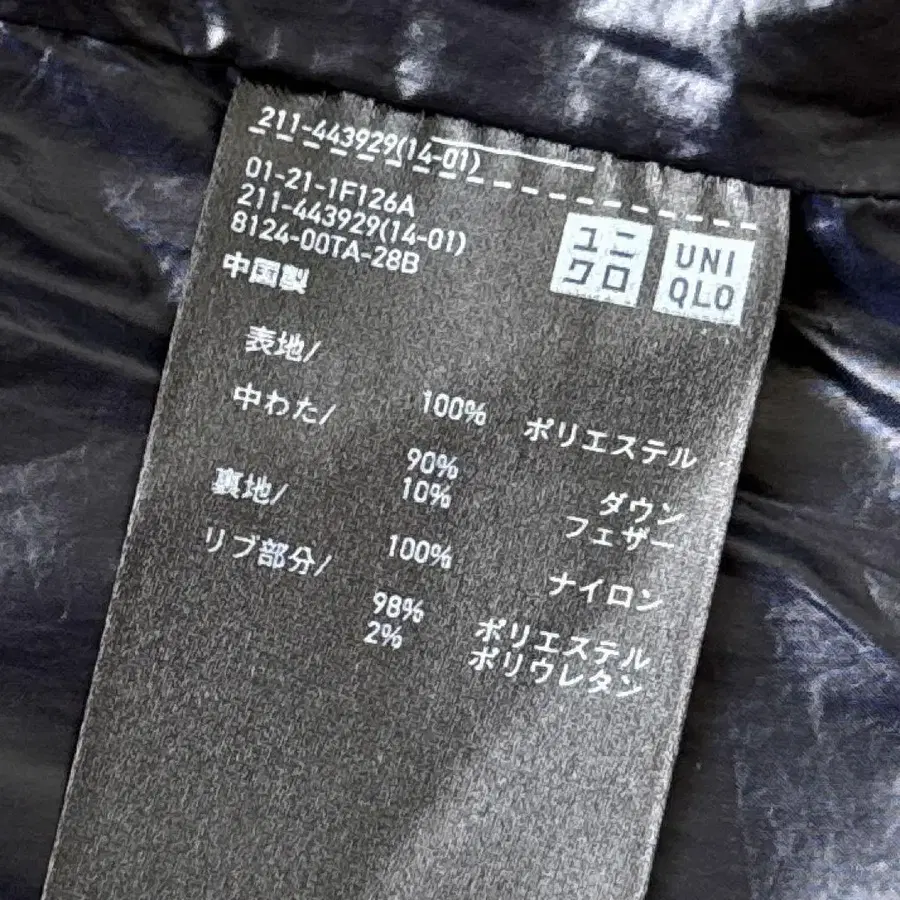 211-443929(14-01)
01-21-1F126A
211-443929(14-01)
8124-00TA-28B
中国製
ユニ
クロ
UNI
QLO
表地/
100% ポリエステル
中わた/
90% ダウン
10% フェザー
裏地/
100% ナイロン
リブ部分/
98% ポリエステル
2% ポリウレタン